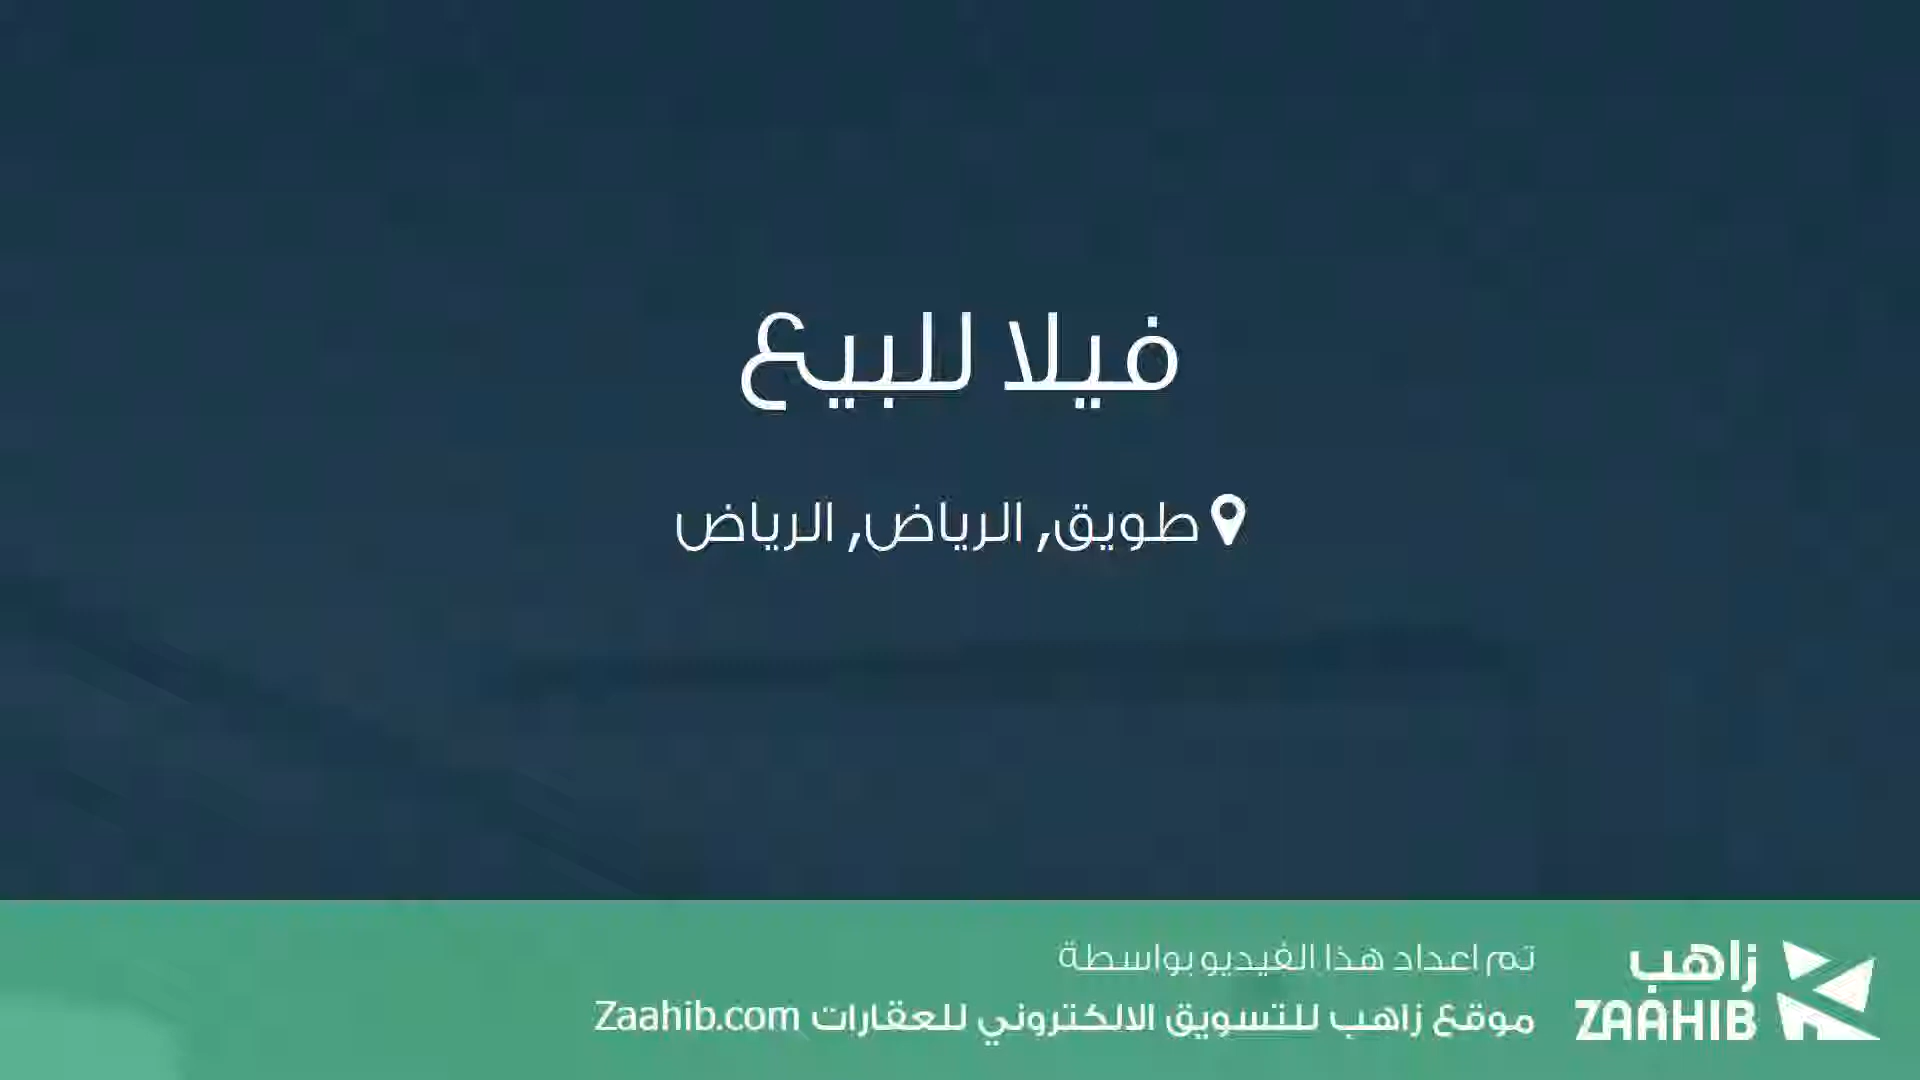 فيلا للبيع
طويق, الرياض, الرياض
تم اعداد هذا الفيديو بواسطة
موقع زاهب للتسويق الالكتروني للعقارات Zaahib.com
زاهب
ZAAHIB